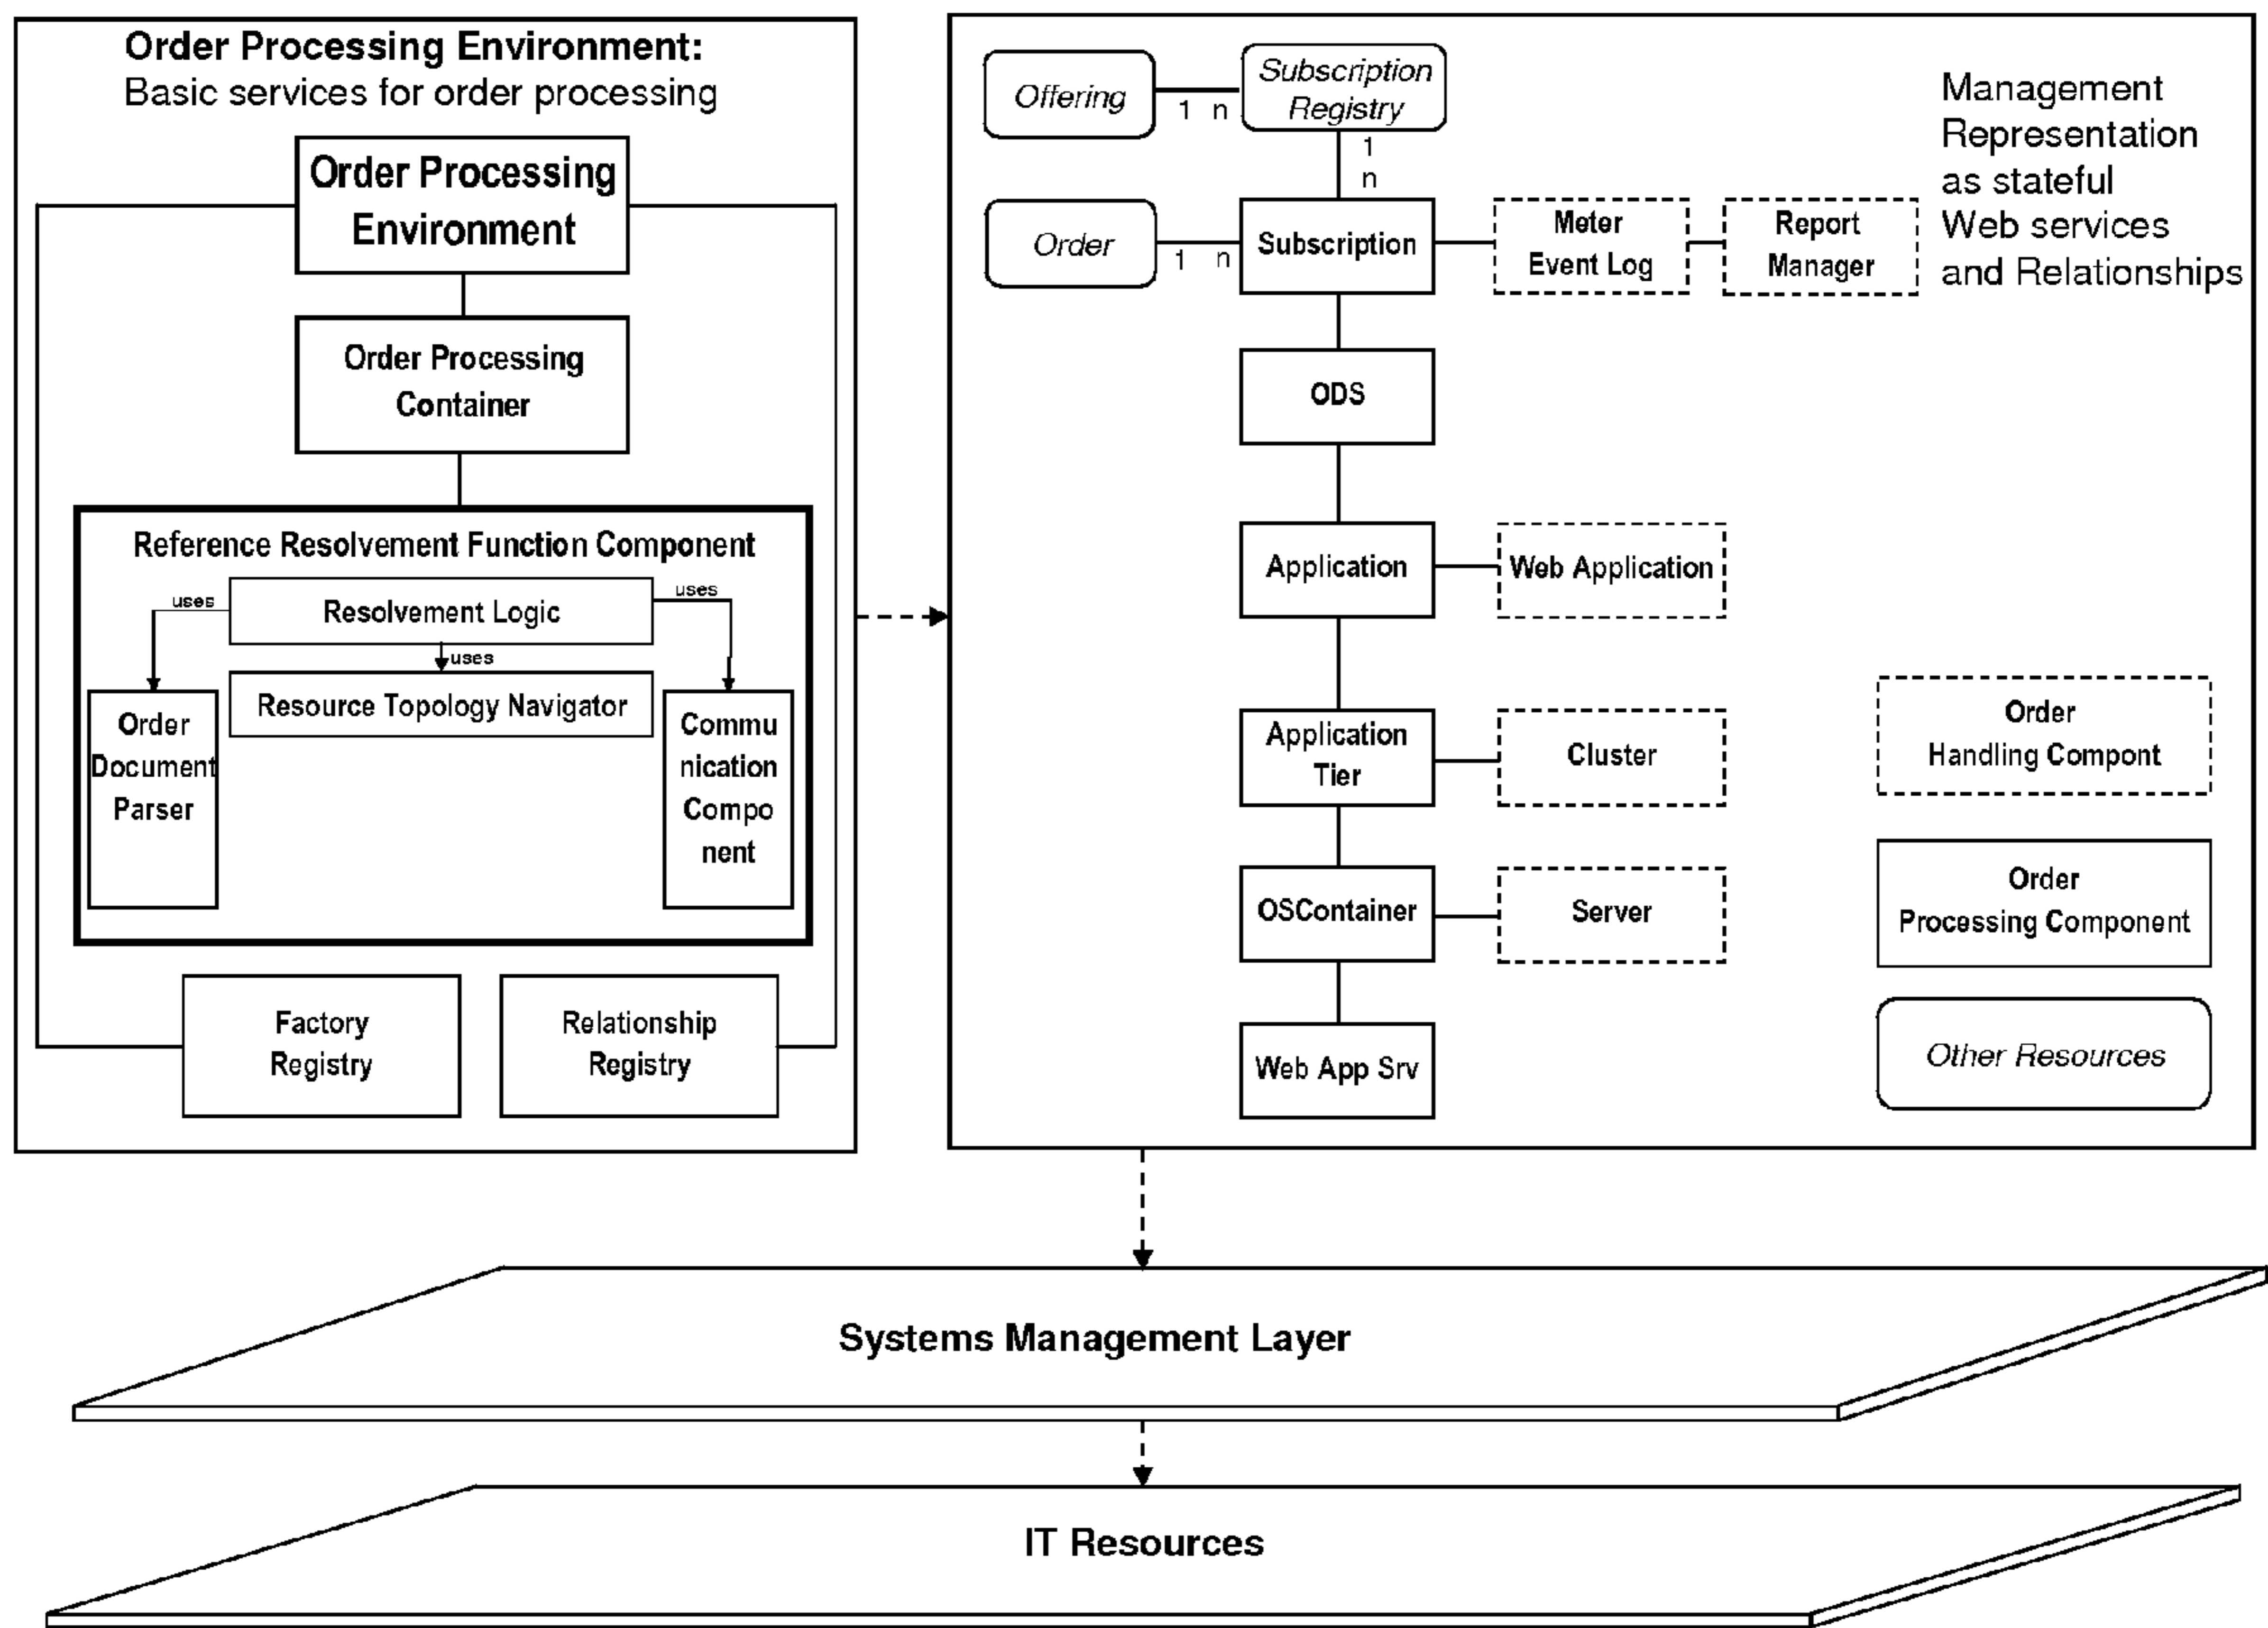 Order Processing Environment:
Basic services for order processing
Order Processing
Environment
Order Processing
Container
Reference Resolvement Function Component
uses
Resolvement Logic
uses
uses
Resource Topology Navigator
Order
Document
Parser
Commu
nication
Compo
nent
Factory
Registry
Relationship
Registry
Offering
1 n
Subscription
Registry
1
n
Order
1 n
Subscription
Meter
Event Log
Report
Manager
Management
Representation
as stateful
Web services
and Relationships
ODS
Application
Web Application
Application
Tier
Cluster
OSContainer
Server
Web App Srv
Order
Handling Compont
Order
Processing Component
Other Resources
Systems Management Layer
IT Resources